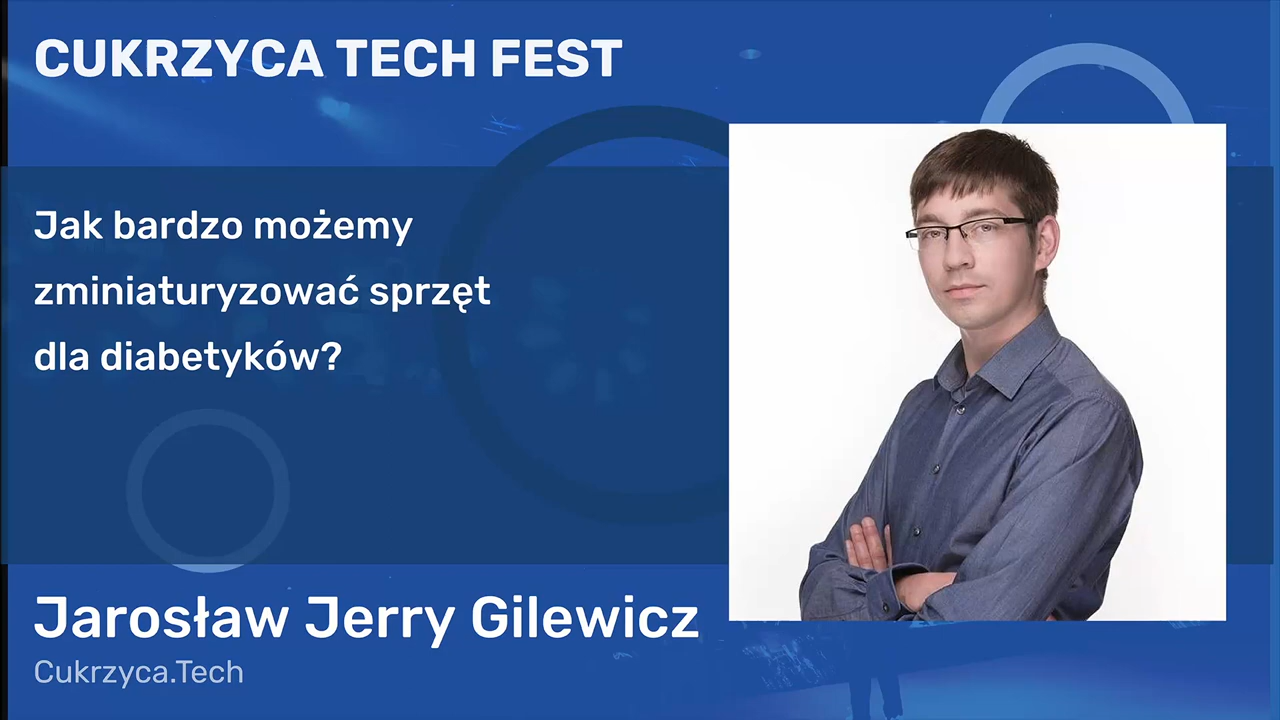 CUKRZYCA TECH FEST
Jak bardzo możemy
zminiaturyzować sprzęt
dla diabetyków?
Jarosław Jerry Gilewicz
Cukrzyca.Tech